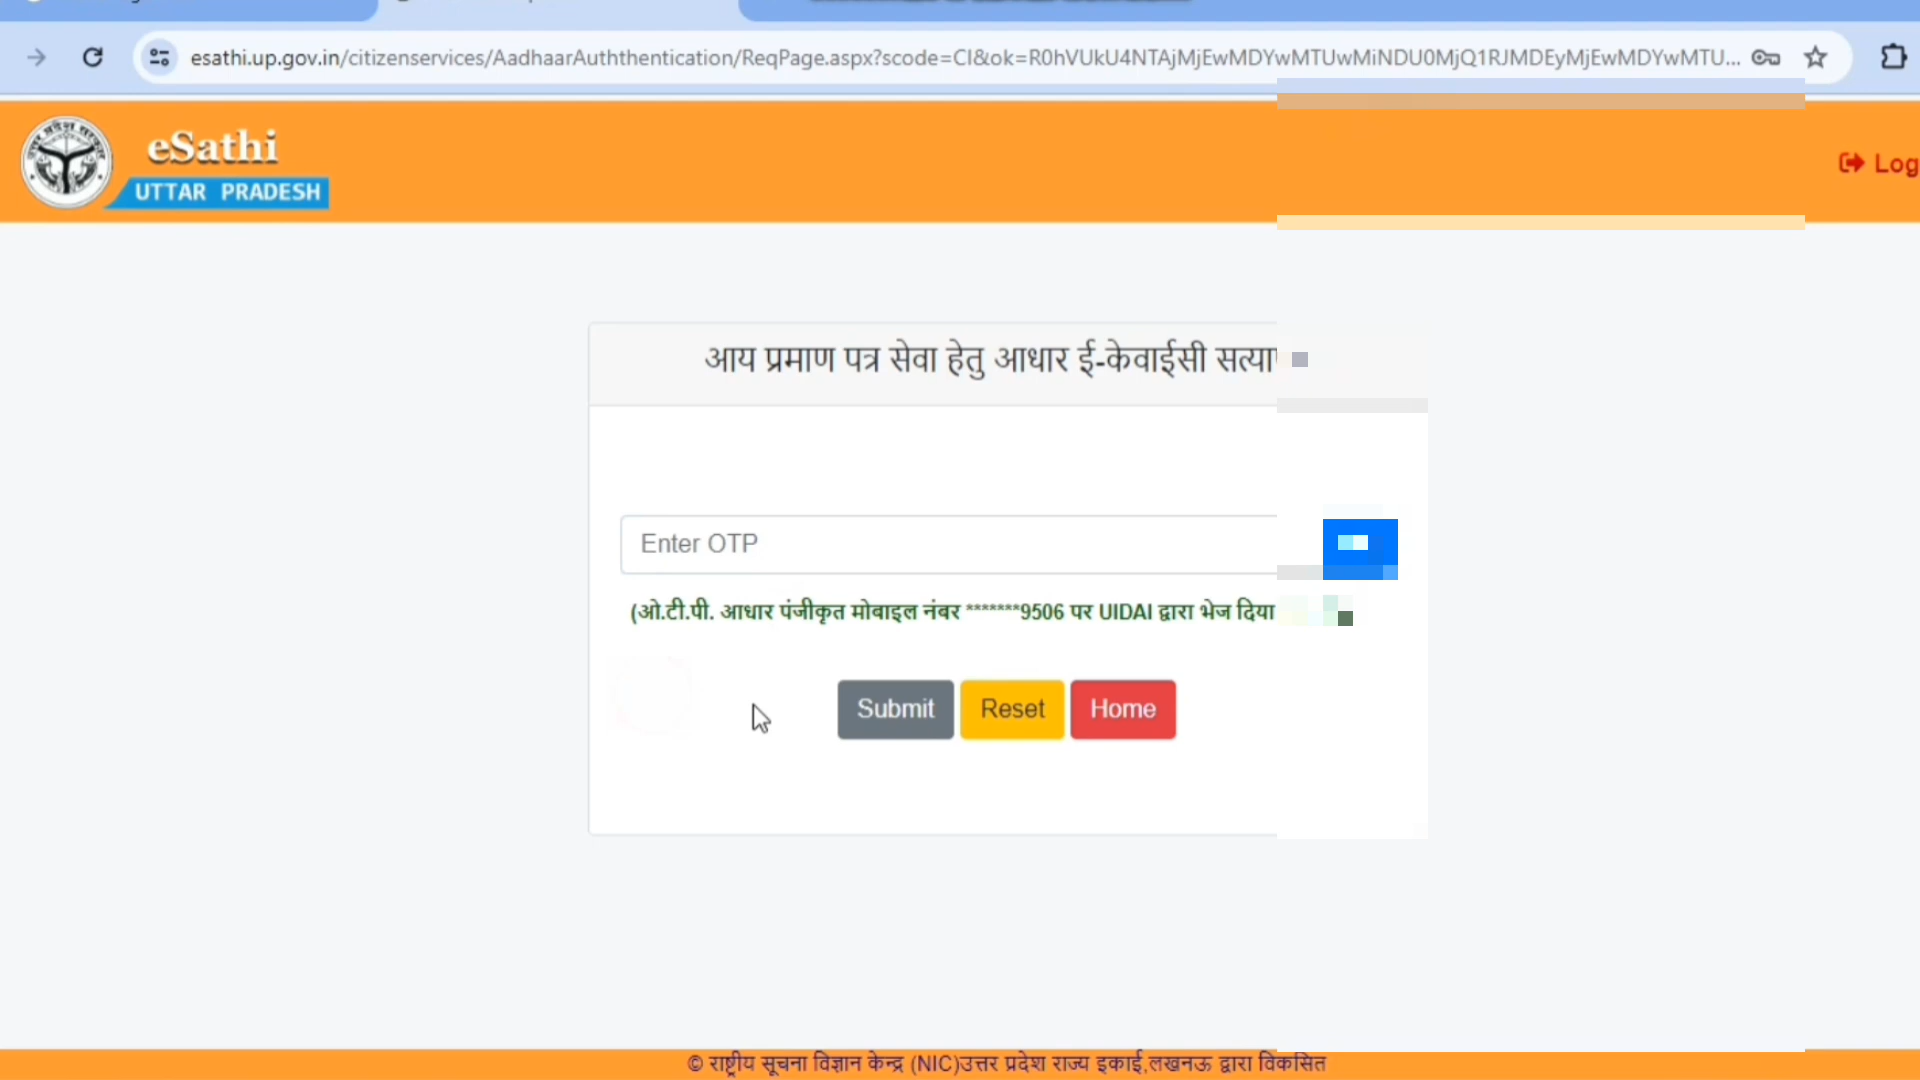 esathi.up.gov.in/citizenservices/AadhaarAuththentication/ReqPage.aspx?scode=CI&ok=R0hVUkU4NTAjMjEwMDYwMTUwMiNDU0MjQ1RJMDEyMjEwMDYwMTU...
eSathi
UTTAR PRADESH
Log
आय प्रमाण पत्र सेवा हेतु आधार ई-केवाईसी
Enter OTP
(ओ.टी.पी. आधार पंजीकृत मोबाइल नंबर *******9506 पर UIDAI द्वारा भेज दिया
Submit Reset Home
© राष्ट्रीय सूचना विज्ञान केन्द्र (NIC)उत्तर प्रदेश राज्य इकाई,लखनऊ द्वारा विकसित